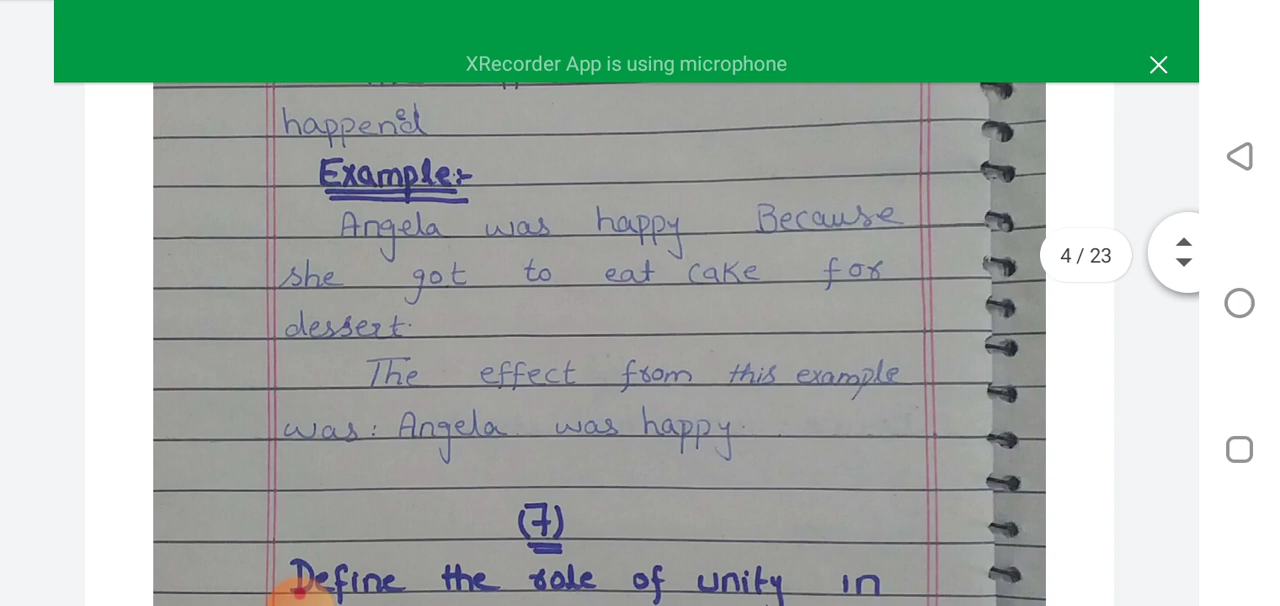 XRecorder App is using microphone
happened
Example:-
Angela was happy Because
she got to eat cake for
dessert.
The effect from this example
was: Angela was happy.
(7)
Define the role of unity in
4 / 23